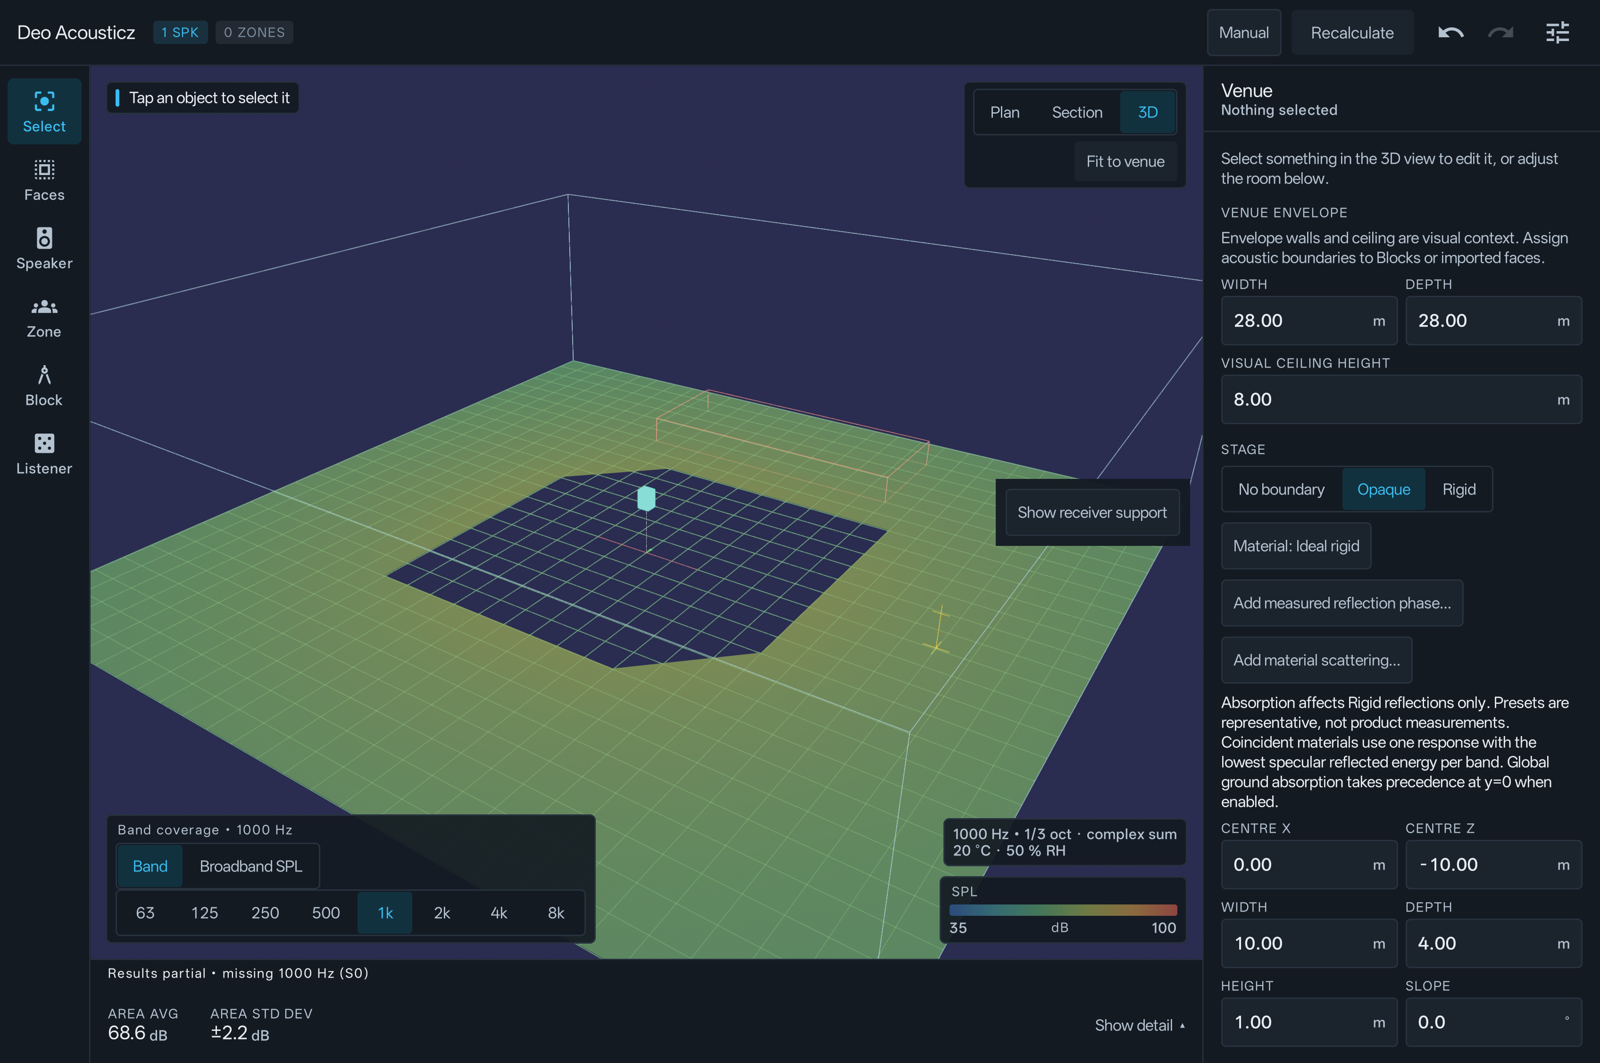 Deo Acousticz
1 SPK
0 ZONES
Manual
Recalculate
Select
Faces
Speaker
Zone
Block
Listener
Tap an object to select it
Plan
Section
3D
Fit to venue
Show receiver support
Band coverage • 1000 Hz
Band
Broadband SPL
63
125
250
500
1k
2k
4k
8k
1000 Hz • 1/3 oct · complex sum
20 °C · 50 % RH
SPL
35
dB
100
Results partial • missing 1000 Hz (S0)
AREA AVG
68.6 dB
AREA STD DEV
±2.2 dB
Show detail ▴
Venue
Nothing selected
Select something in the 3D view to edit it, or adjust
the room below.
VENUE ENVELOPE
Envelope walls and ceiling are visual context. Assign
acoustic boundaries to Blocks or imported faces.
WIDTH
28.00 m
DEPTH
28.00 m
VISUAL CEILING HEIGHT
8.00 m
STAGE
No boundary
Opaque
Rigid
Material: Ideal rigid
Add measured reflection phase...
Add material scattering...
Absorption affects Rigid reflections only. Presets are
representative, not product measurements.
Coincident materials use one response with the
lowest specular reflected energy per band. Global
ground absorption takes precedence at y=0 when
enabled.
CENTRE X
0.00 m
CENTRE Z
-10.00 m
WIDTH
10.00 m
DEPTH
4.00 m
HEIGHT
1.00 m
SLOPE
0.0 °